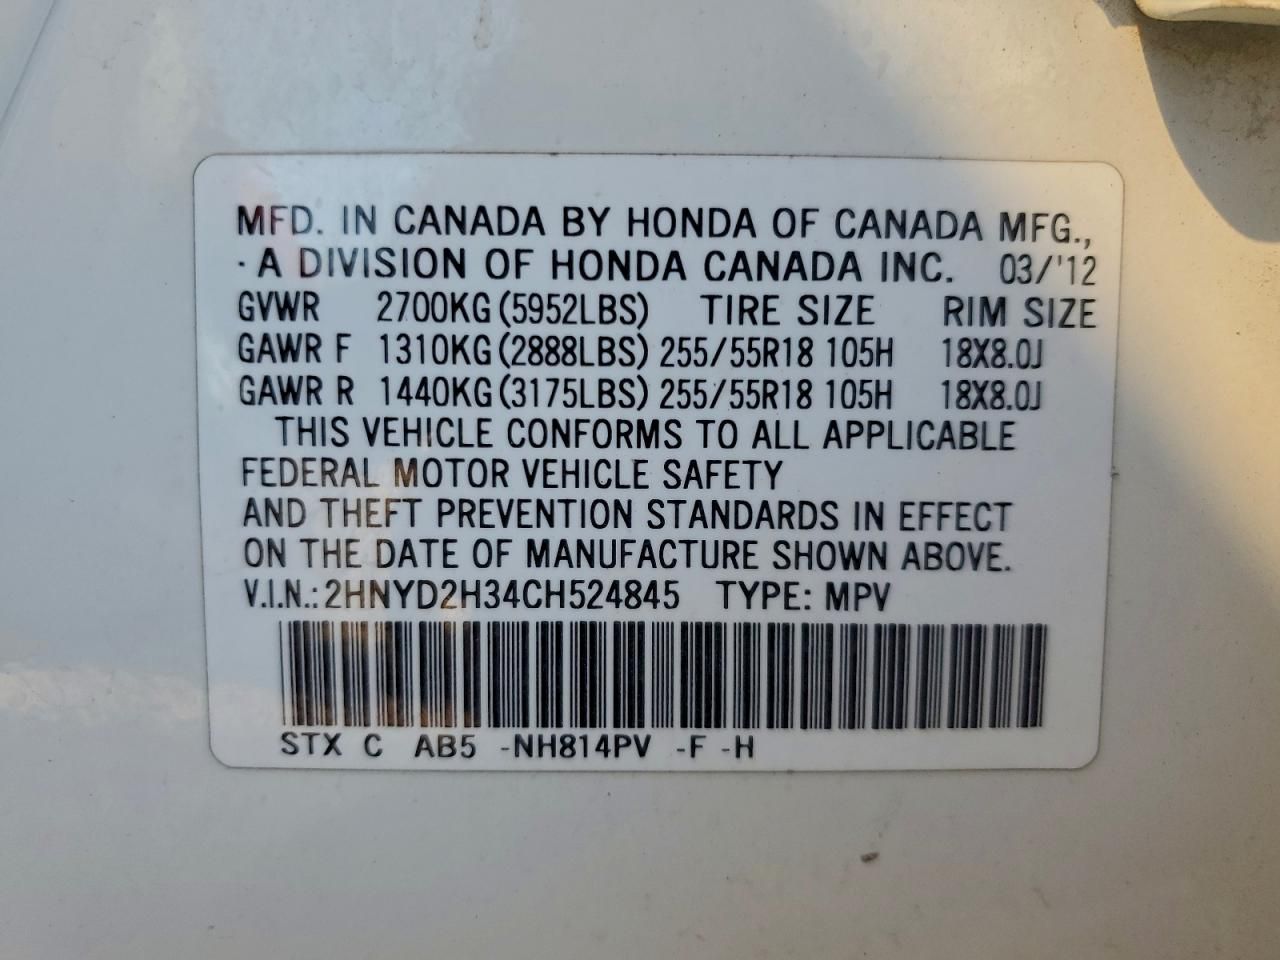 MFD. IN CANADA BY HONDA OF CANADA MFG.,
· A DIVISION OF HONDA CANADA INC. 03/'12
GVWR 2700KG (5952LBS) TIRE SIZE RIM SIZE
GAWR F 1310KG (2888LBS) 255/55R18 105H 18X8.0J
GAWR R 1440KG (3175LBS) 255/55R18 105H 18X8.0J
THIS VEHICLE CONFORMS TO ALL APPLICABLE
FEDERAL MOTOR VEHICLE SAFETY
AND THEFT PREVENTION STANDARDS IN EFFECT
ON THE DATE OF MANUFACTURE SHOWN ABOVE.
V.I.N.: 2HNYD2H34CH524845 TYPE: MPV
STX C AB5 -NH814PV -F -H